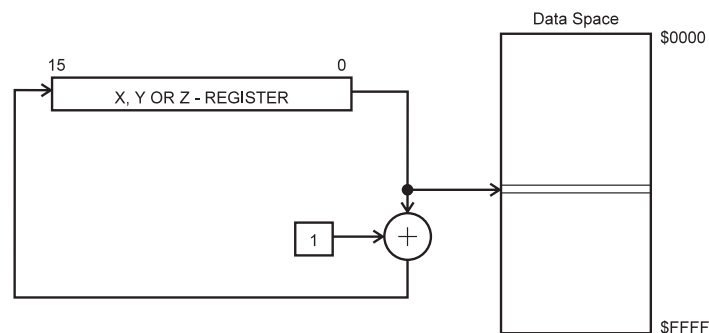 Data Space
$0000
15
0
X, Y OR Z - REGISTER
1
+
$FFFF